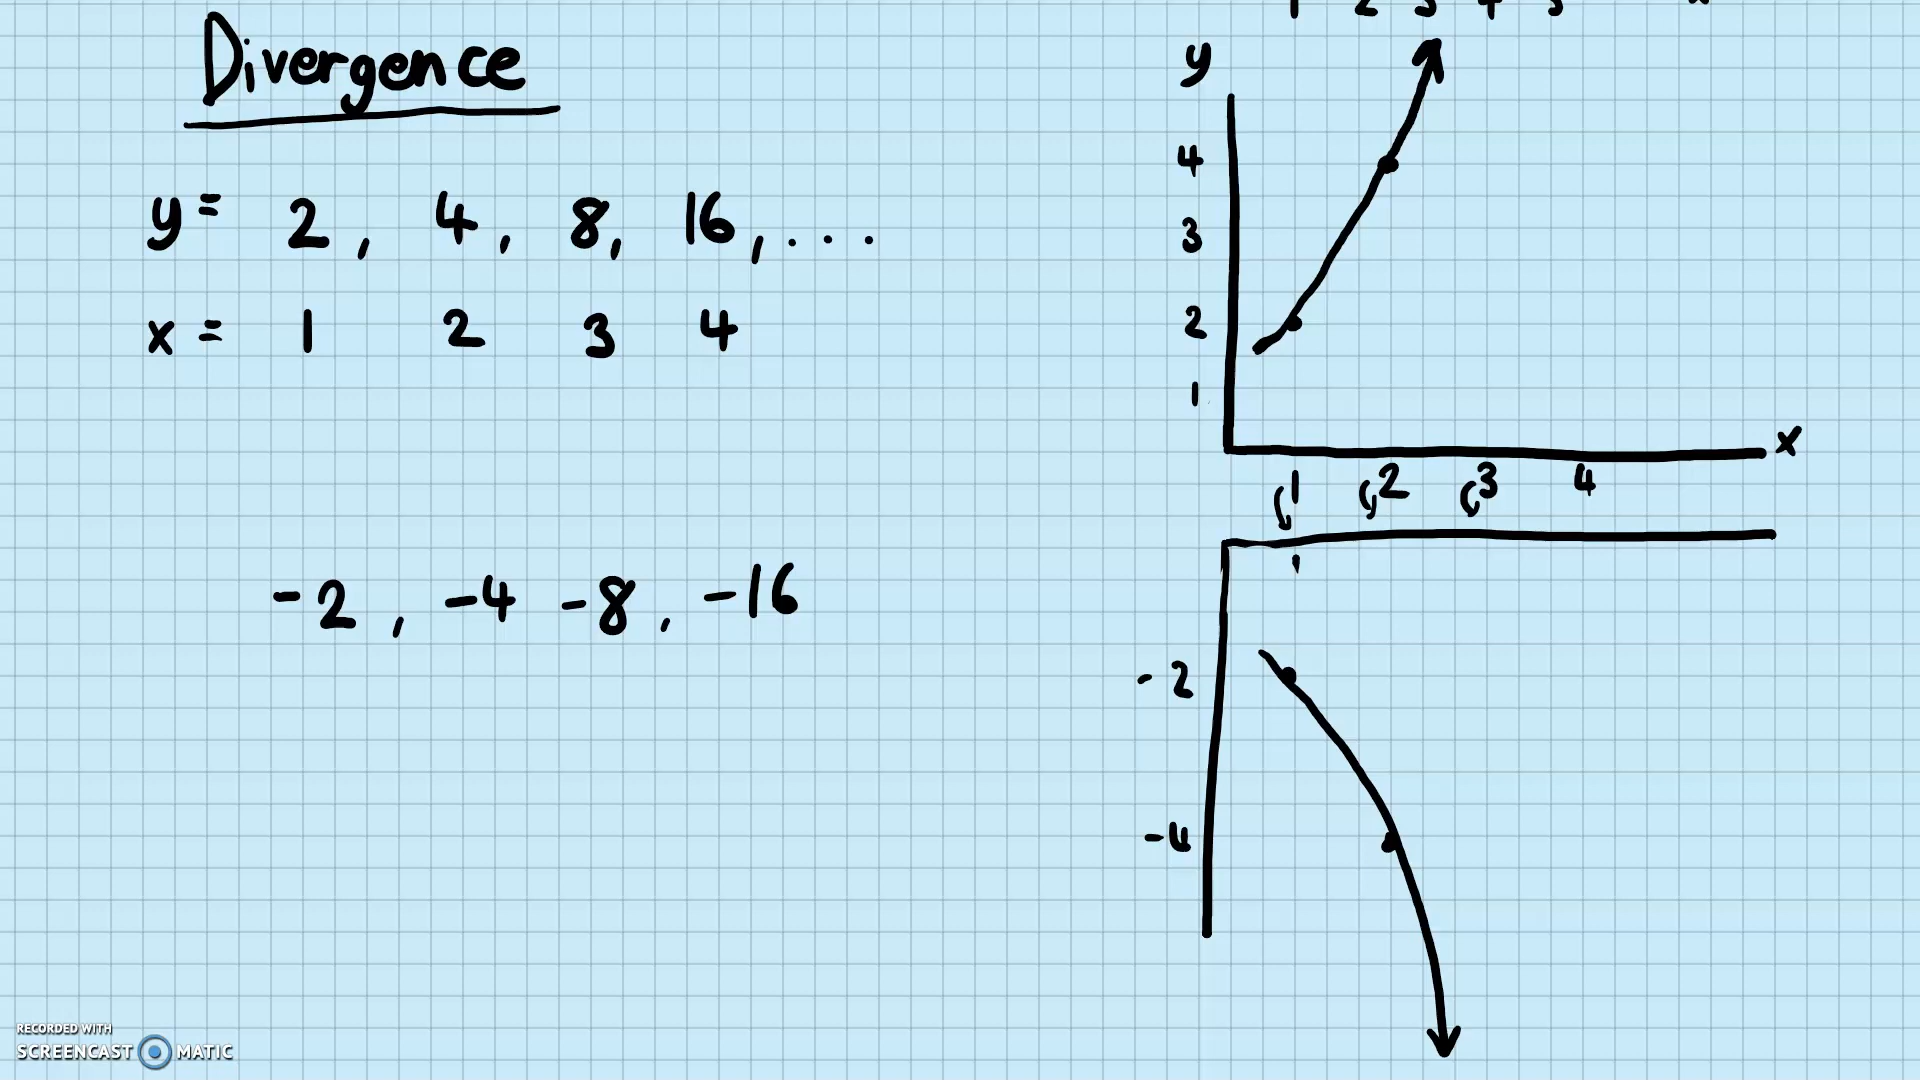 Divergence
y= 2, 4, 8, 16, ...
x = 1 2 3 4
-2, -4 -8, -16
y
4
3
2
1
x
1 2 3 4
1
-2
-4
RECORDED WITH
SCREENCAST MATIC